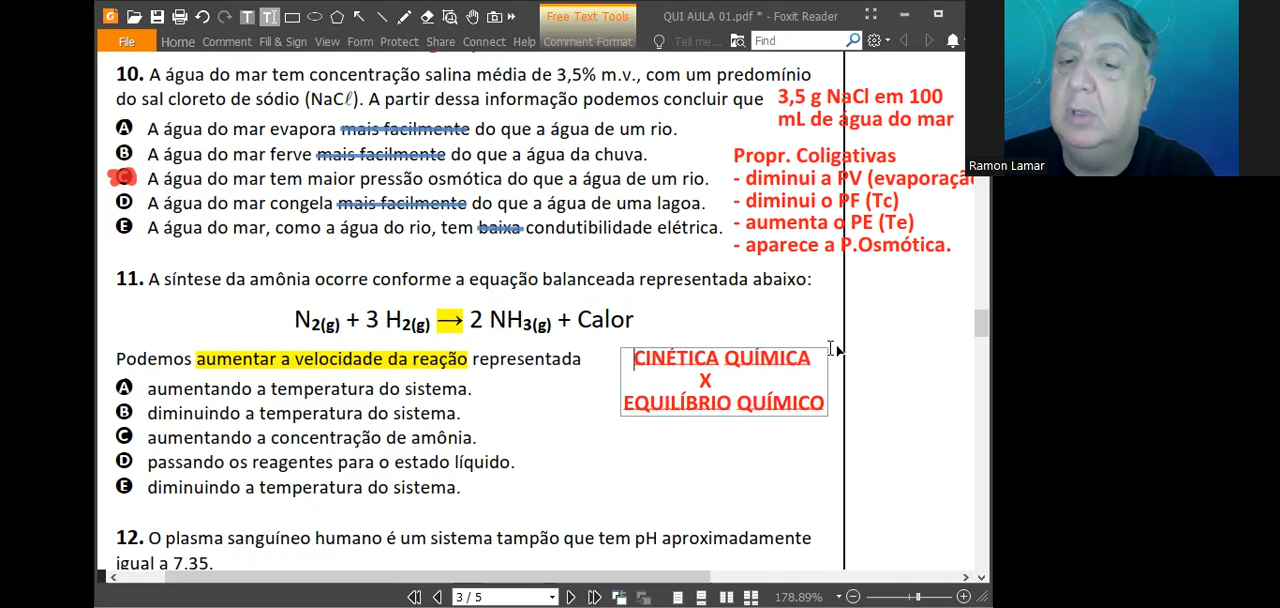 Free Text Tools
QUI AULA 01.pdf * - Foxit Reader
File Home Comment Fill & Sign View Form Protect Share Connect Help Comment Format Tell me... Find
10. A água do mar tem concentração salina média de 3,5% m.v., com um predomínio
do sal cloreto de sódio (NaCℓ). A partir dessa informação podemos concluir que
A A água do mar evapora mais facilmente do que a água de um rio.
B A água do mar ferve mais facilmente do que a água da chuva.
C A água do mar tem maior pressão osmótica do que a água de um rio.
D A água do mar congela mais facilmente do que a água de uma lagoa.
E A água do mar, como a água do rio, tem baixa condutibilidade elétrica.
3,5 g NaCl em 100
mL de água do mar
Propr. Coligativas
- diminui a PV (evaporação
- diminui o PF (Tc)
- aumenta o PE (Te)
- aparece a P.Osmótica.
Ramon Lamar
11. A síntese da amônia ocorre conforme a equação balanceada representada abaixo:
N2(g) + 3 H2(g) → 2 NH3(g) + Calor
Podemos aumentar a velocidade da reação representada
A aumentando a temperatura do sistema.
B diminuindo a temperatura do sistema.
C aumentando a concentração de amônia.
D passando os reagentes para o estado líquido.
E diminuindo a temperatura do sistema.
CINÉTICA QUÍMICA
X
EQUILÍBRIO QUÍMICO
12. O plasma sanguíneo humano é um sistema tampão que tem pH aproximadamente
igual a 7.35.
3 / 5
178.89%